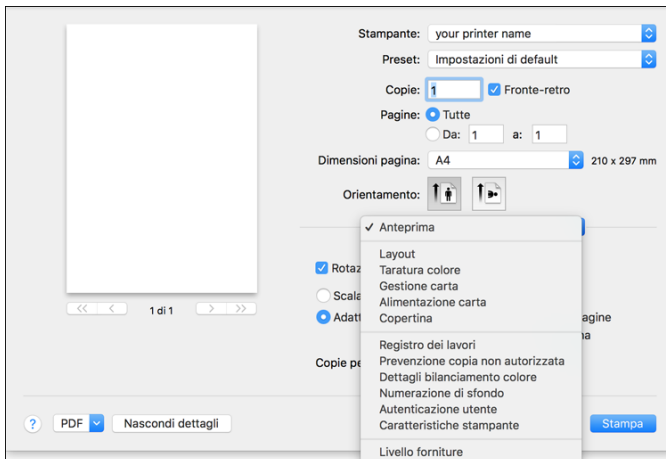 Stampante: your printer name
Preset: Impostazioni di default
Copie: 1 Fronte-retro
Pagine: Tutte
Da: 1 a: 1
Dimensioni pagina: A4 210 x 297 mm
Orientamento:
✓ Anteprima
Layout
Taratura colore
Gestione carta
Alimentazione carta
Copertina
Registro dei lavori
Prevenzione copia non autorizzata
Dettagli bilanciamento colore
Numerazione di sfondo
Autenticazione utente
Caratteristiche stampante
Livello forniture
Rotaz
Scala
Adatt agine
na
Copie pe
<< < 1 di 1 > >>
? PDF Nascondi dettagli Stampa